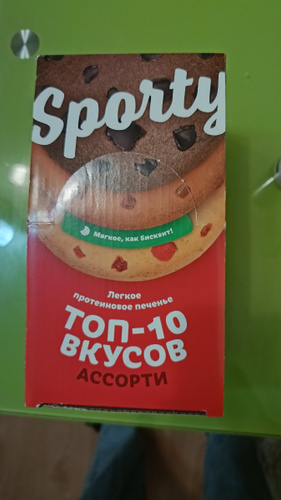 Sporty
Мягкое, как бисквит!
Легкое
протеиновое печенье
ТОП-10
ВКУСОВ
АССОРТИ